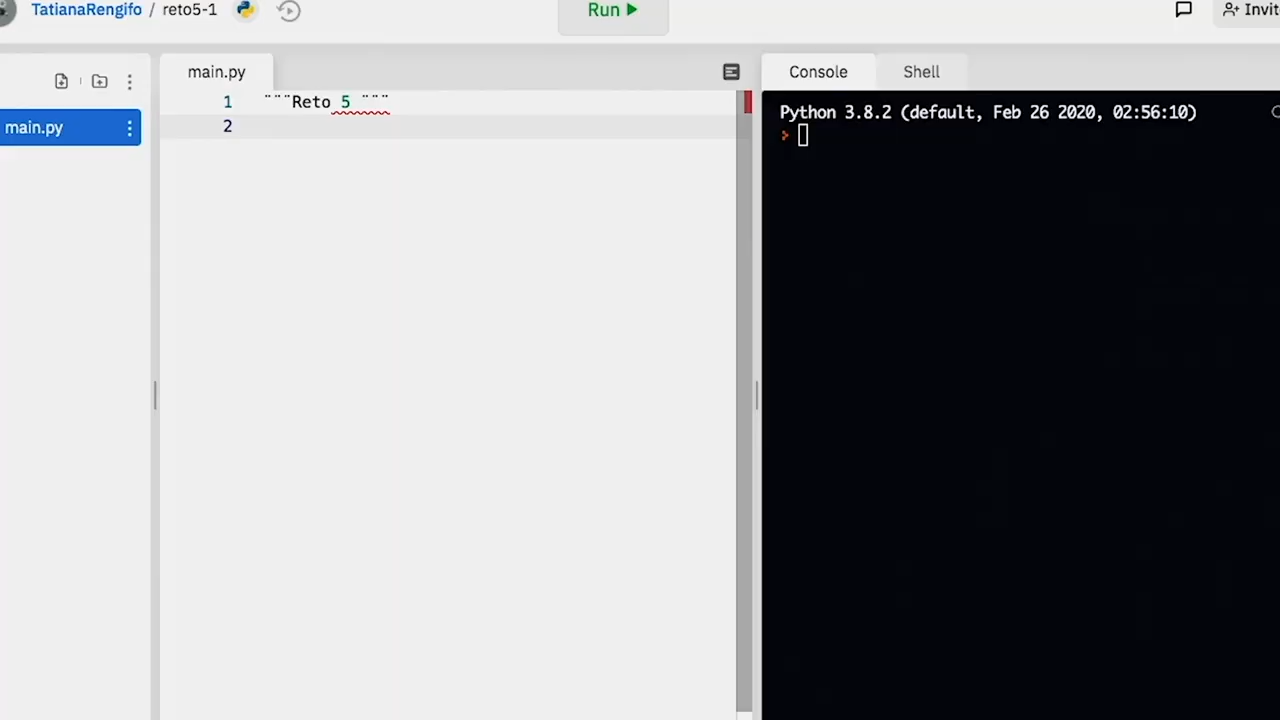 TatianaRengifo / reto5-1
Run
main.py
Console
Shell
main.py
1 ¨¨¨Reto 5 ¨¨¨
2
Python 3.8.2 (default, Feb 26 2020, 02:56:10)